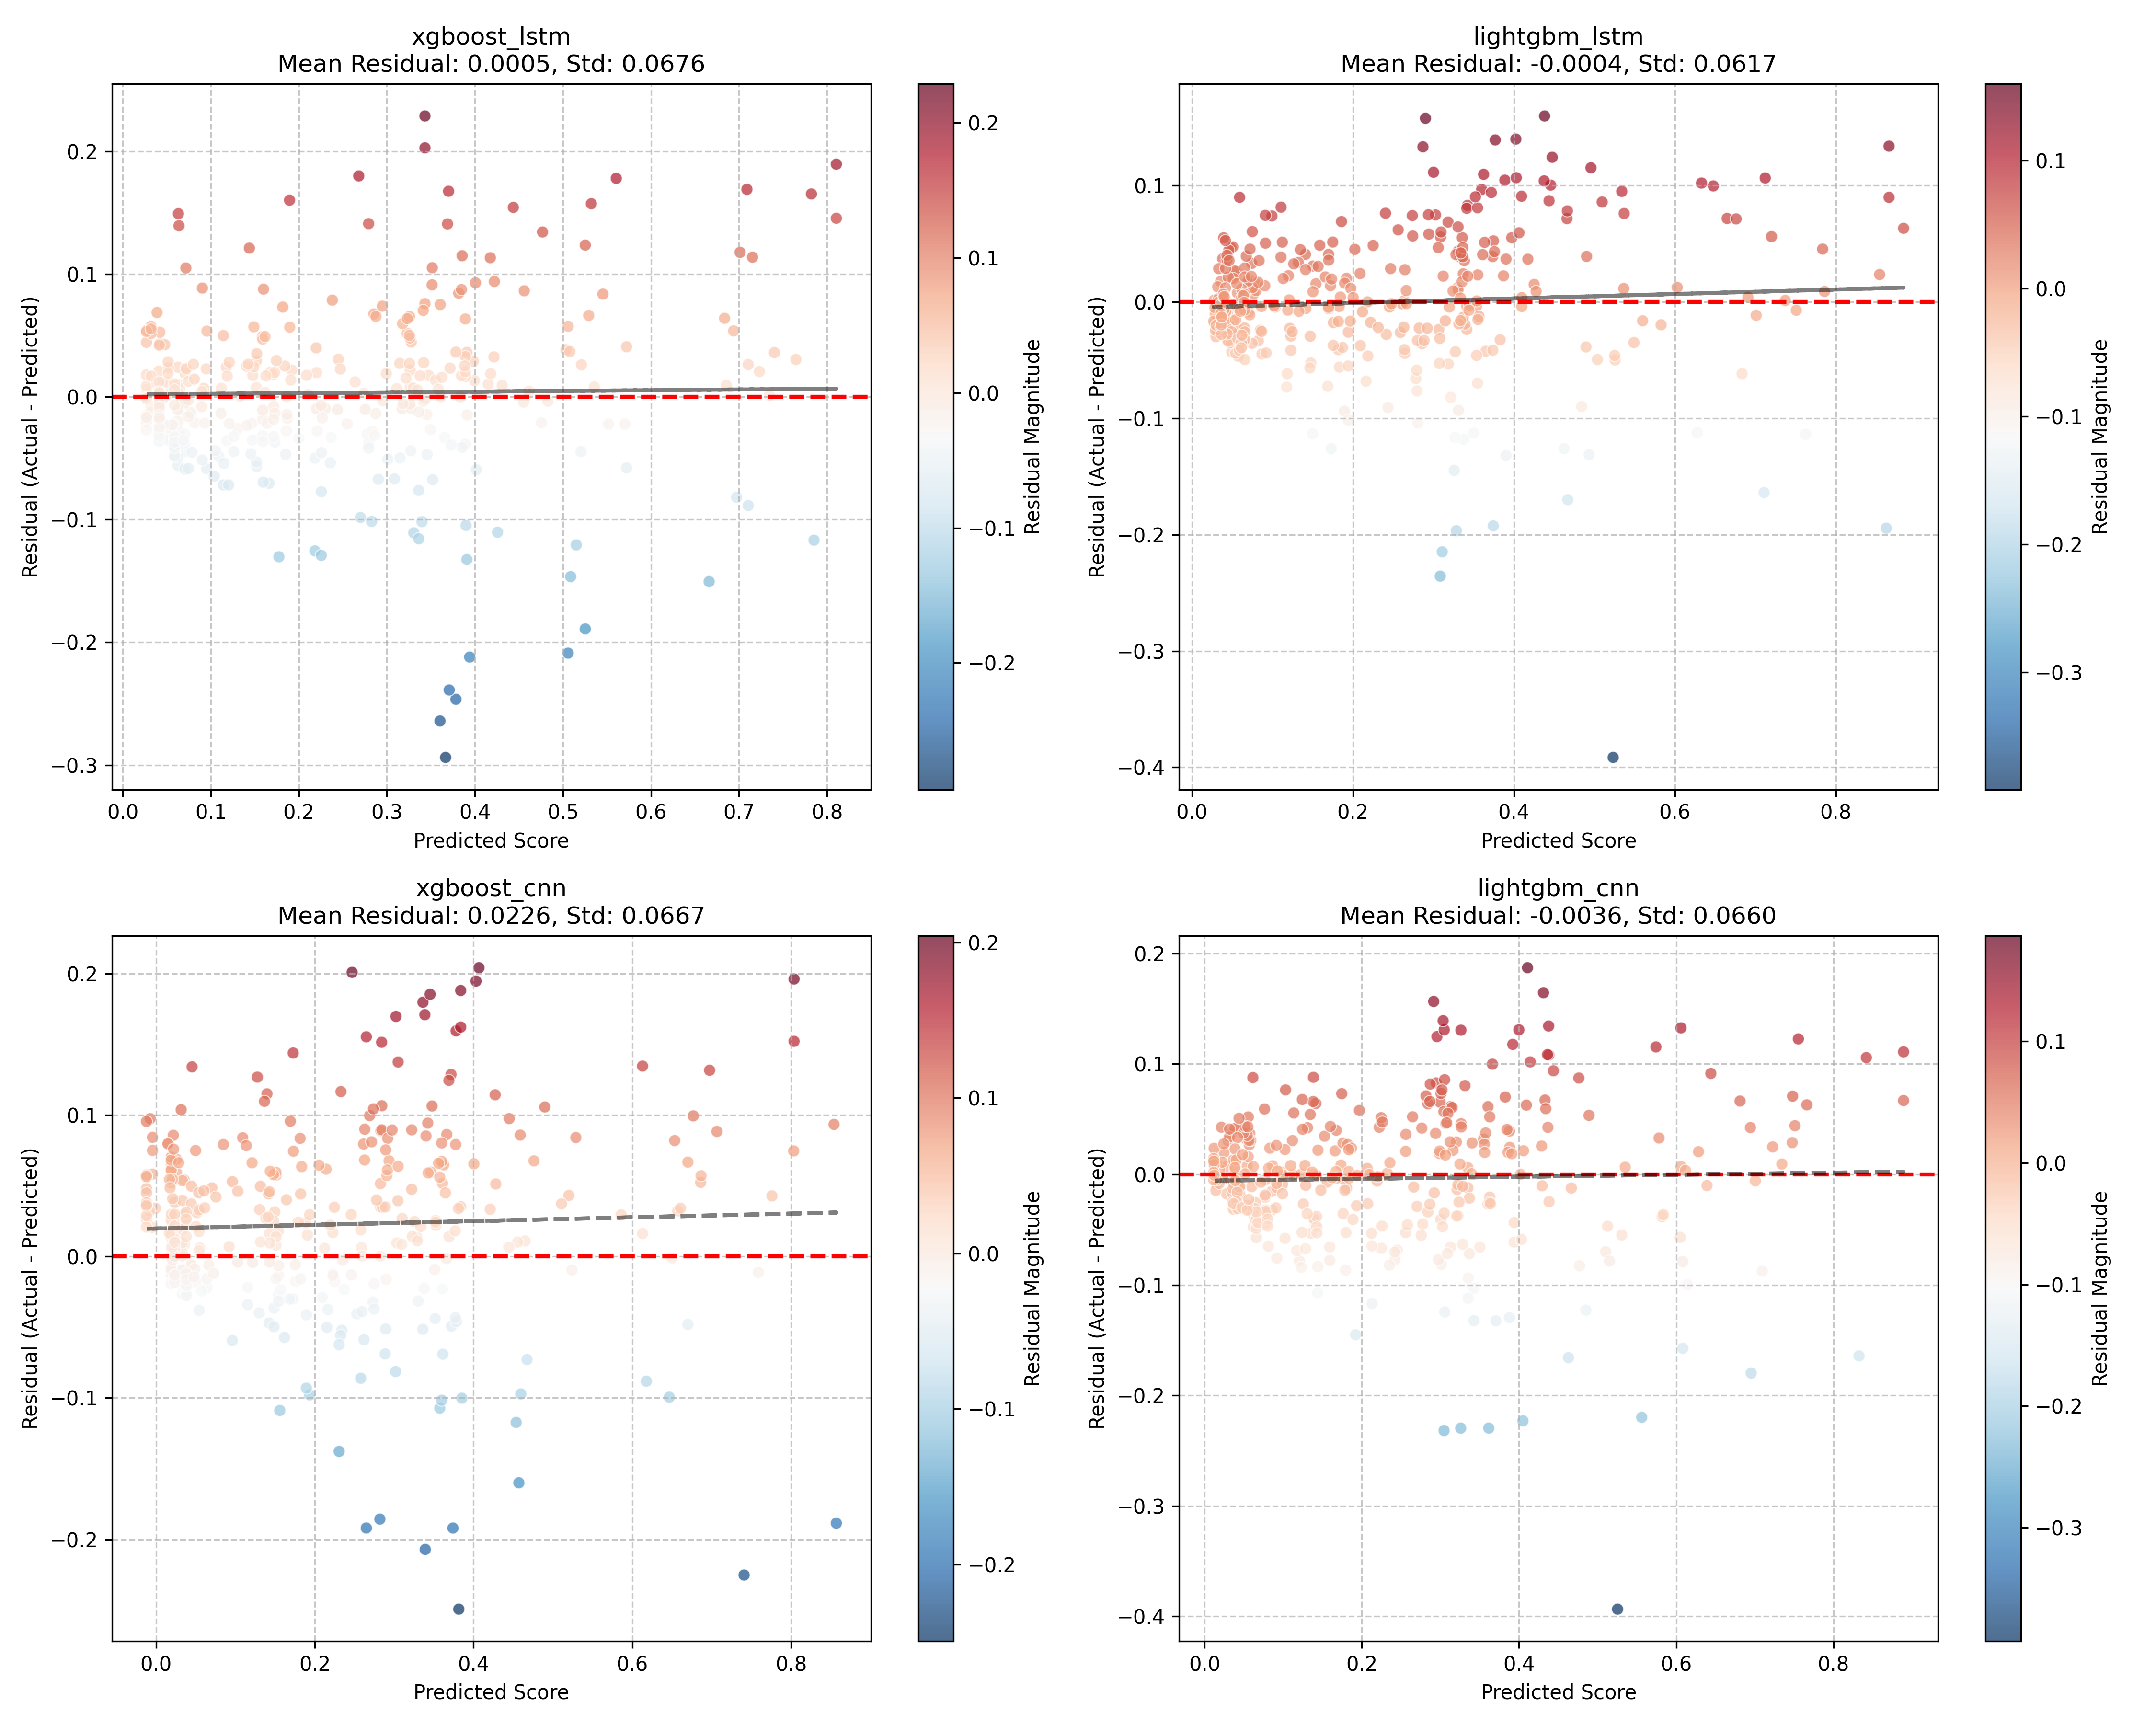 xgboost_lstm
Mean Residual: 0.0005, Std: 0.0676
Residual (Actual - Predicted)
0.2
0.1
0.0
−0.1
−0.2
−0.3
0.0 0.1 0.2 0.3 0.4 0.5 0.6 0.7 0.8
Predicted Score
0.2
0.1
0.0
−0.1
−0.2
Residual Magnitude
lightgbm_lstm
Mean Residual: -0.0004, Std: 0.0617
Residual (Actual - Predicted)
0.1
0.0
−0.1
−0.2
−0.3
−0.4
0.0 0.2 0.4 0.6 0.8
Predicted Score
0.1
0.0
−0.1
−0.2
−0.3
Residual Magnitude
xgboost_cnn
Mean Residual: 0.0226, Std: 0.0667
Residual (Actual - Predicted)
0.2
0.1
0.0
−0.1
−0.2
0.0 0.2 0.4 0.6 0.8
Predicted Score
0.2
0.1
0.0
−0.1
−0.2
Residual Magnitude
lightgbm_cnn
Mean Residual: -0.0036, Std: 0.0660
Residual (Actual - Predicted)
0.2
0.1
0.0
−0.1
−0.2
−0.3
−0.4
0.0 0.2 0.4 0.6 0.8
Predicted Score
0.1
0.0
−0.1
−0.2
−0.3
Residual Magnitude